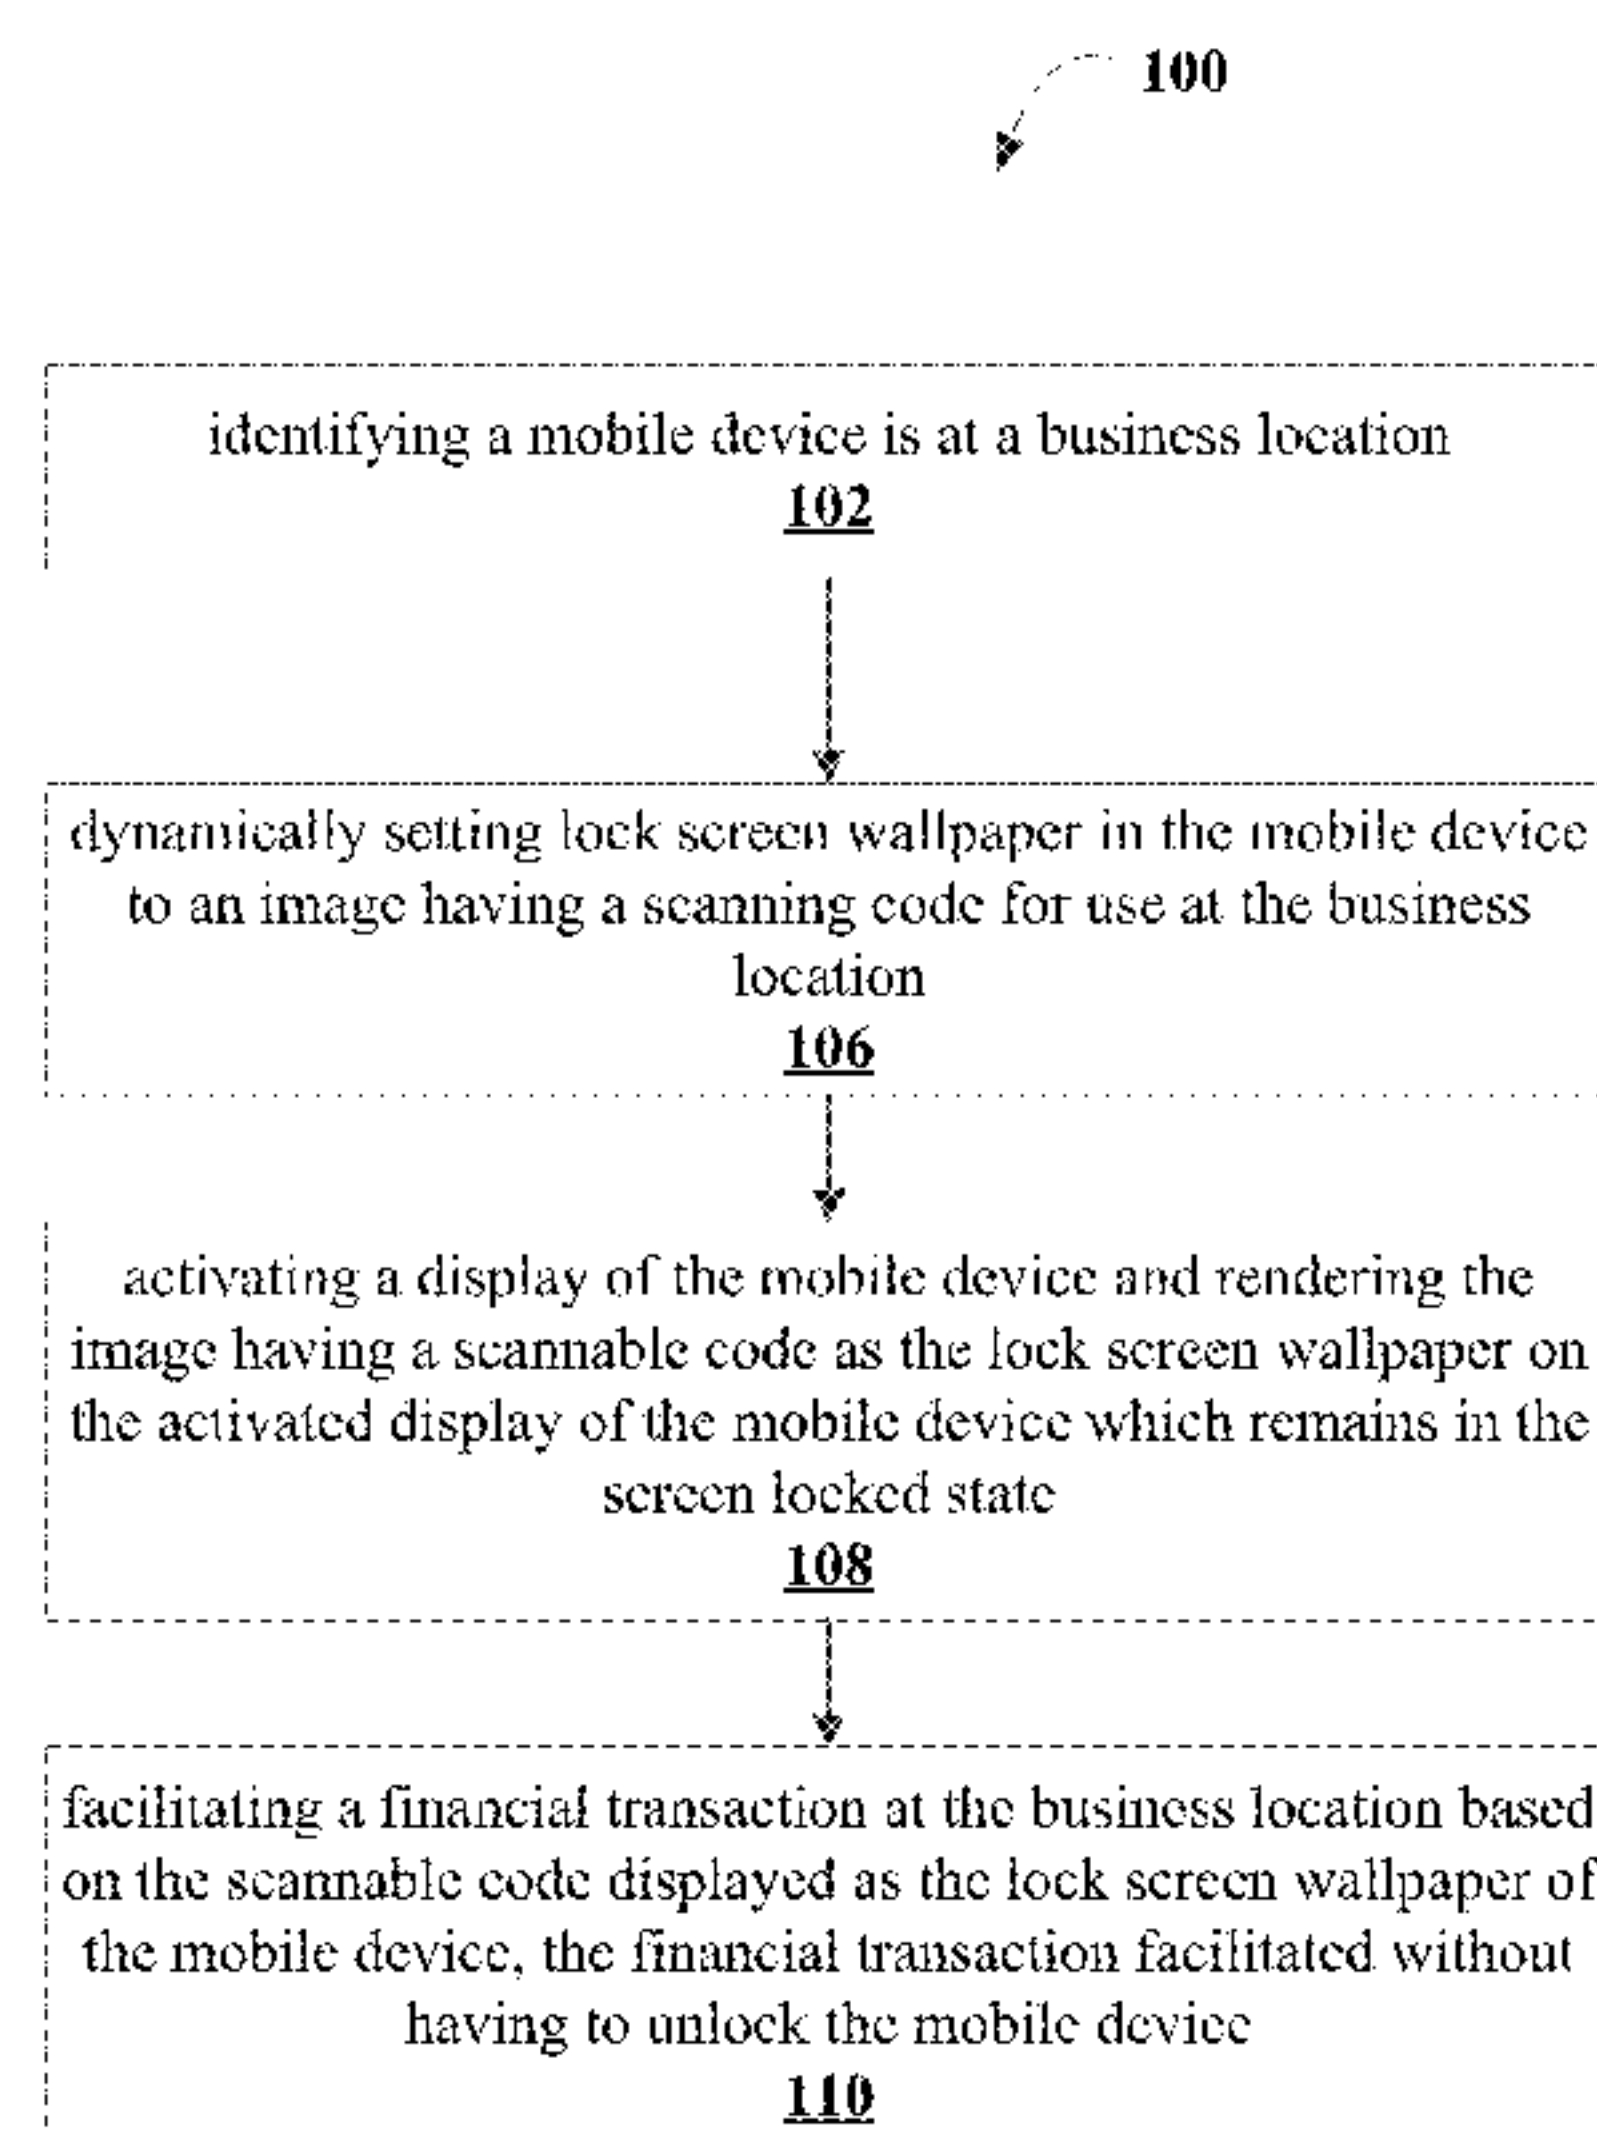 100
identifying a mobile device is at a business location
102
dynamically setting lock screen wallpaper in the mobile device
to an image having a scanning code for use at the business
location
106
activating a display of the mobile device and rendering the
image having a scannable code as the lock screen wallpaper on
the activated display of the mobile device which remains in the
screen locked state
108
facilitating a financial transaction at the business location based
on the scannable code displayed as the lock screen wallpaper of
the mobile device, the financial transaction facilitated without
having to unlock the mobile device
110